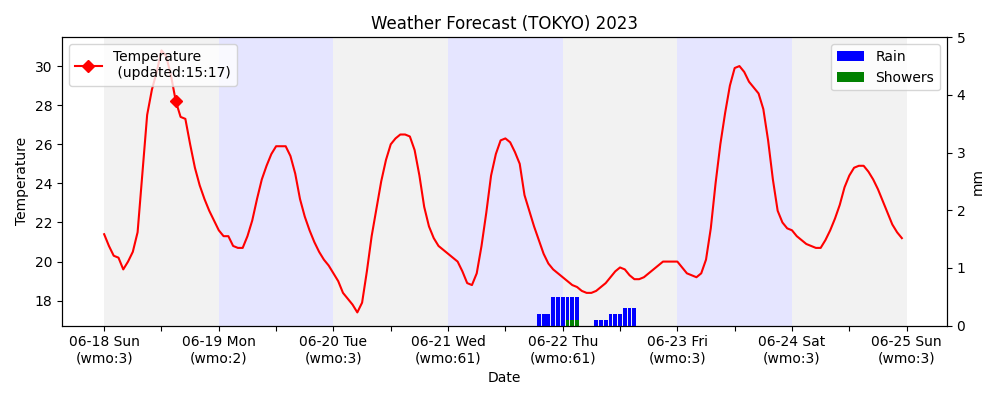 Weather Forecast (TOKYO) 2023
Temperature
(updated:15:17)
Rain
Showers
30
28
26
24
22
20
18
Temperature
5
4
3
2
1
0
mm
06-18 Sun
(wmo:3)
06-19 Mon
(wmo:2)
06-20 Tue
(wmo:3)
06-21 Wed
(wmo:61)
06-22 Thu
(wmo:61)
06-23 Fri
(wmo:3)
06-24 Sat
(wmo:3)
06-25 Sun
(wmo:3)
Date